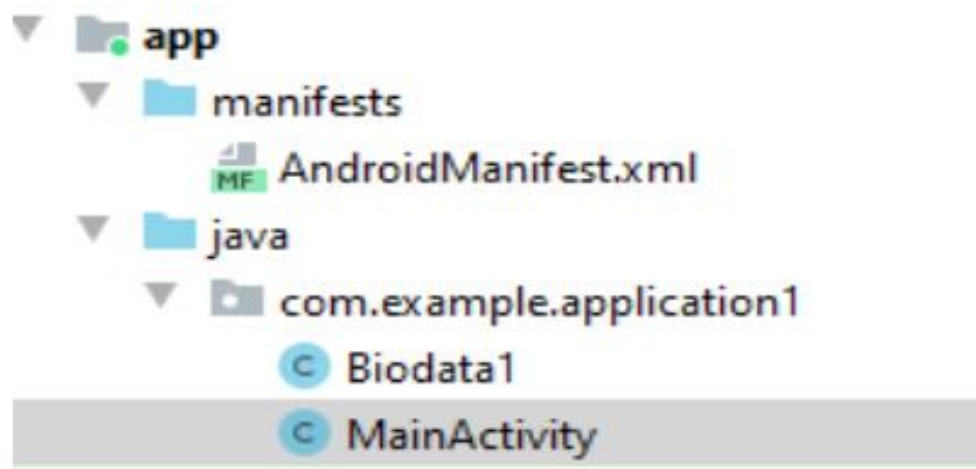 app
manifests
MF AndroidManifest.xml
java
com.example.application1
C Biodata1
C MainActivity